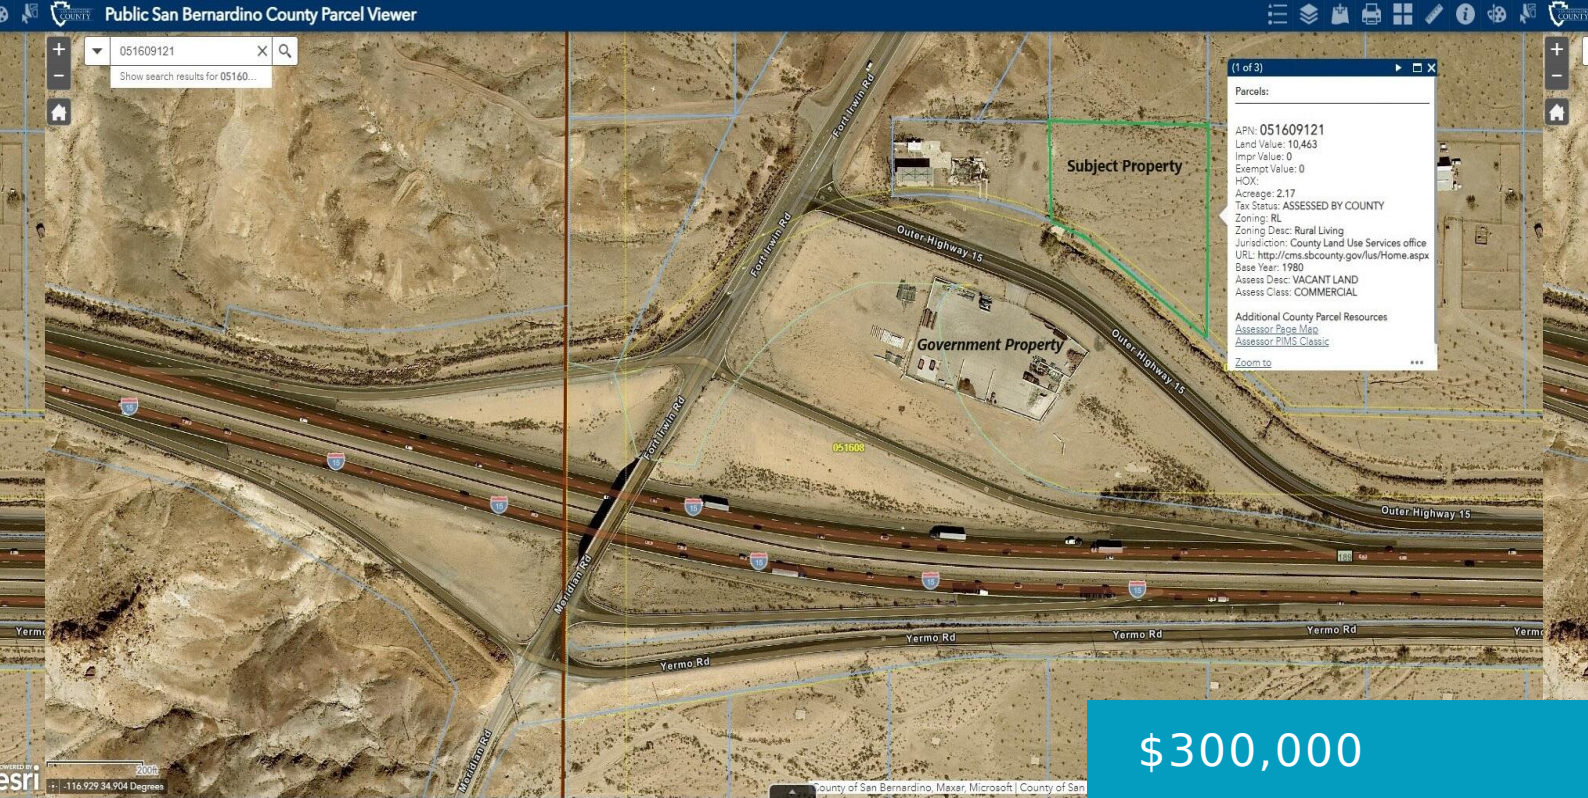 COUNTY
Public San Bernardino County Parcel Viewer
COUNTY
051609121
Show search results for 05160...
(1 of 3)
Parcels:
APN: 051609121
Land Value: 10,463
Impr Value: 0
Exempt Value: 0
HOX:
Acreage: 2.17
Tax Status: ASSESSED BY COUNTY
Zoning: RL
Zoning Desc: Rural Living
Jurisdiction: County Land Use Services office
URL: http://cms.sbcounty.gov/lus/Home.aspx
Base Year: 1980
Assess Desc: VACANT LAND
Assess Class: COMMERCIAL
Additional County Parcel Resources
Assessor Page Map
Assessor PIMS Classic
Zoom to
Fort Irwin Rd
Subject Property
Fort Irwin Rd
Outer Highway 15
Government Property
Outer Highway 15
Fort Irwin Rd
051608
15
15
15
15
15
15
15
Outer Highway 15
Meridian Rd
Yermo
Yermo Rd
Yermo Rd
Yermo Rd
Yermo Rd
Yermo
Meridian Rd
$300,000
POWERED BY
esri
200ft
-116.929 34.904 Degrees
County of San Bernardino, Maxar, Microsoft | County of San